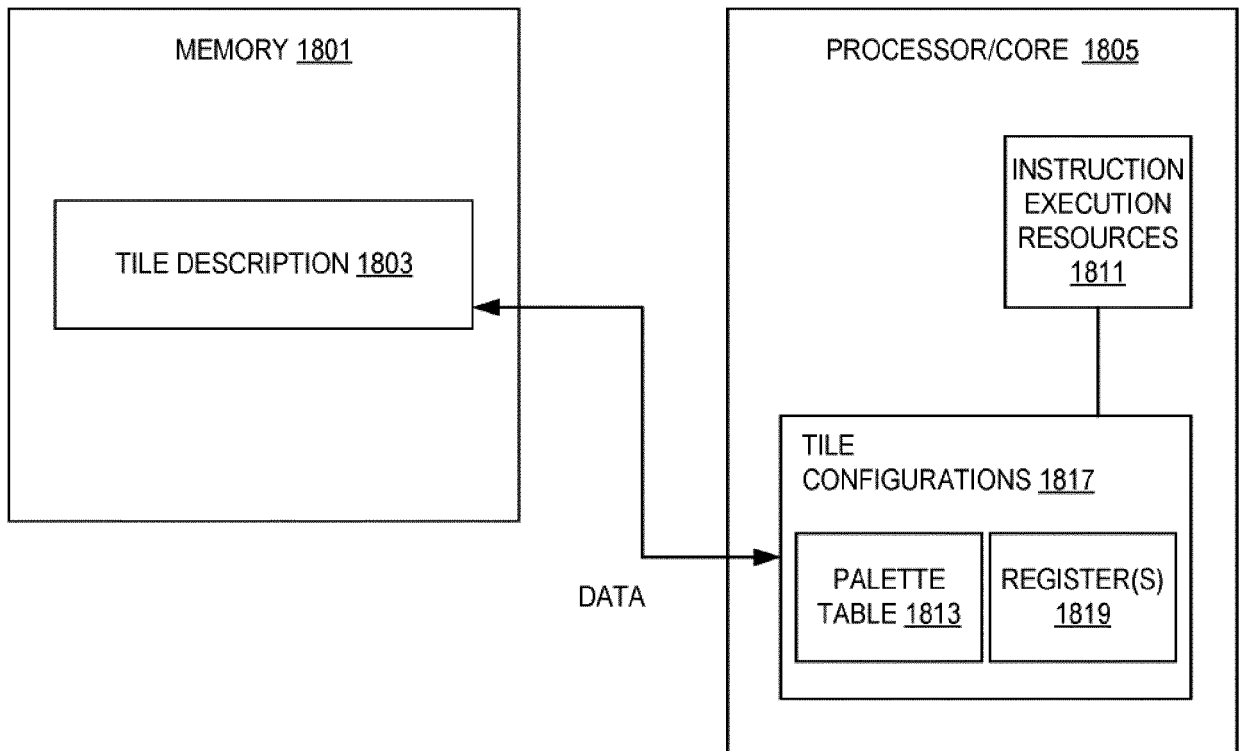 MEMORY 1801
PROCESSOR/CORE 1805
INSTRUCTION
EXECUTION
RESOURCES
1811
TILE DESCRIPTION 1803
TILE
CONFIGURATIONS 1817
PALETTE
TABLE 1813
REGISTER(S)
1819
DATA